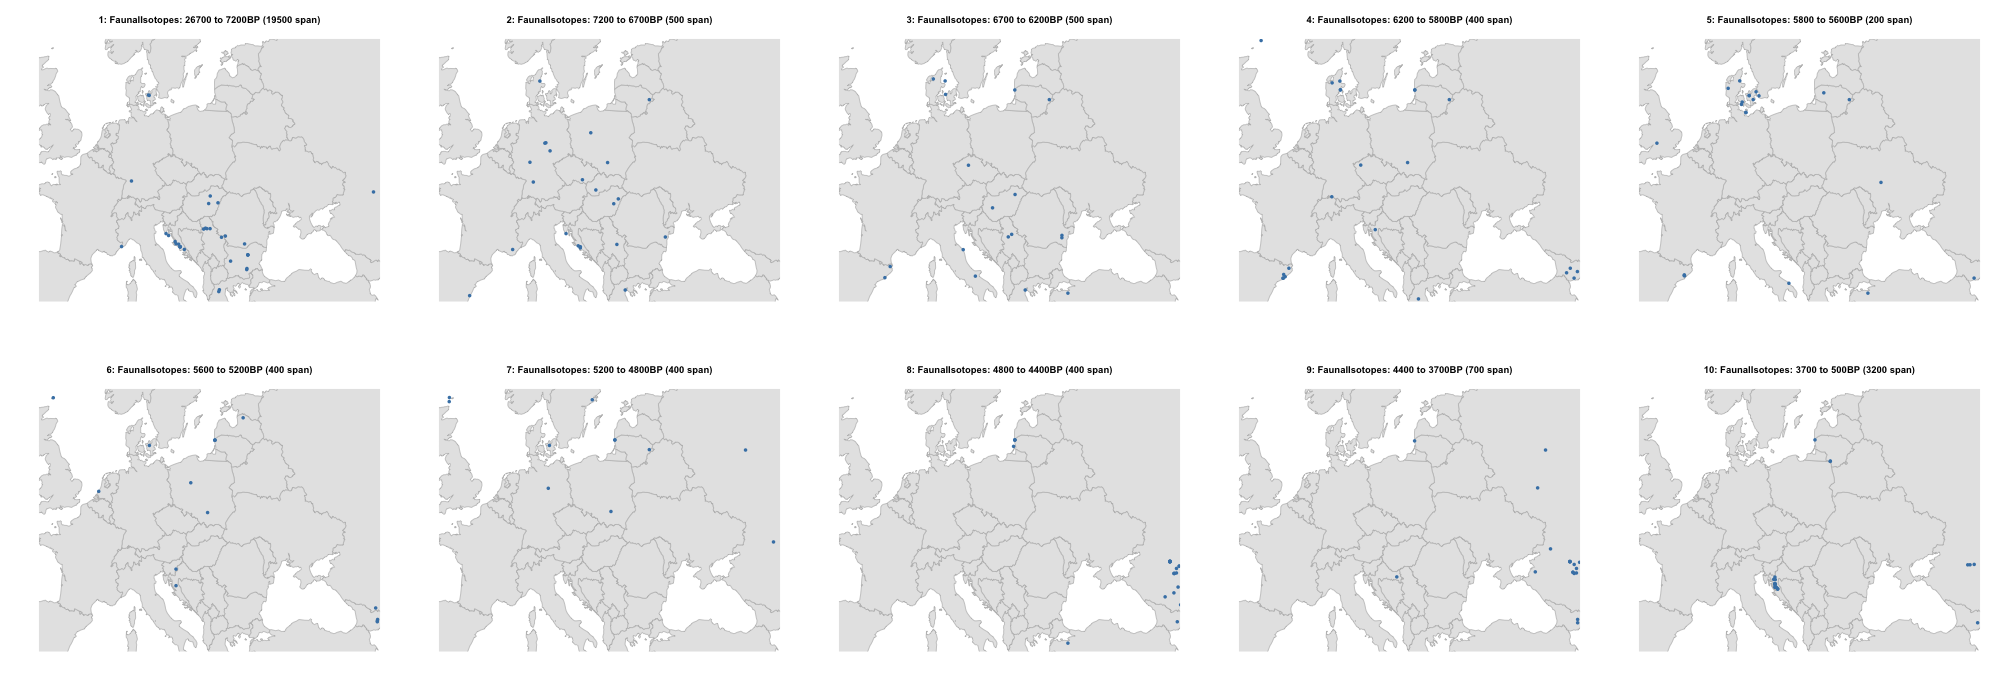 1: FaunalIsotopes: 26700 to 7200BP (19500 span)
2: FaunalIsotopes: 7200 to 6700BP (500 span)
3: FaunalIsotopes: 6700 to 6200BP (500 span)
4: FaunalIsotopes: 6200 to 5800BP (400 span)
5: FaunalIsotopes: 5800 to 5600BP (200 span)
6: FaunalIsotopes: 5600 to 5200BP (400 span)
7: FaunalIsotopes: 5200 to 4800BP (400 span)
8: FaunalIsotopes: 4800 to 4400BP (400 span)
9: FaunalIsotopes: 4400 to 3700BP (700 span)
10: FaunalIsotopes: 3700 to 500BP (3200 span)